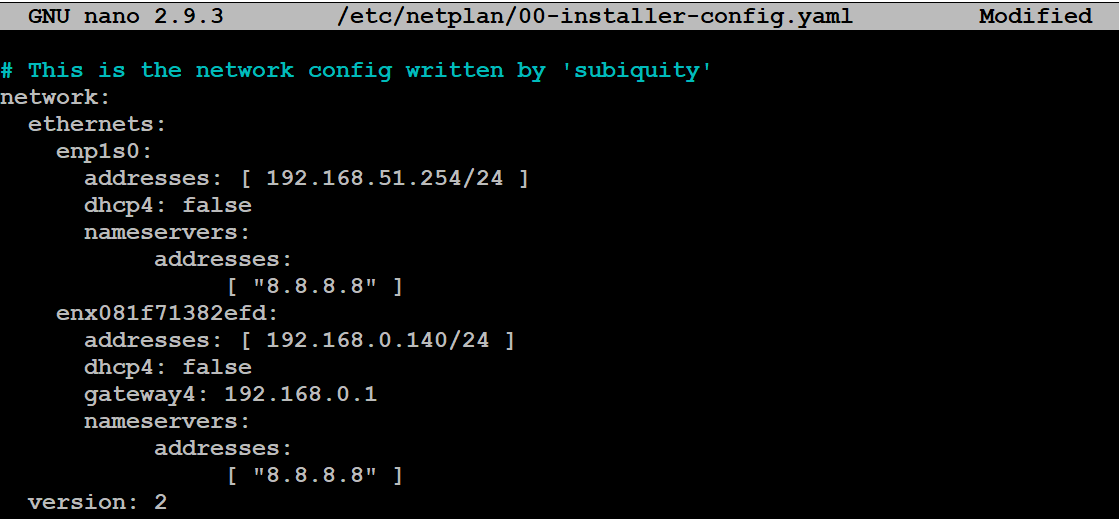 GNU nano 2.9.3 /etc/netplan/00-installer-config.yaml Modified
# This is the network config written by 'subiquity'
network:
  ethernets:
    enp1s0:
      addresses: [ 192.168.51.254/24 ]
      dhcp4: false
      nameservers:
           addresses:
                [ "8.8.8.8" ]
    enx081f71382efd:
      addresses: [ 192.168.0.140/24 ]
      dhcp4: false
      gateway4: 192.168.0.1
      nameservers:
           addresses:
                [ "8.8.8.8" ]
  version: 2